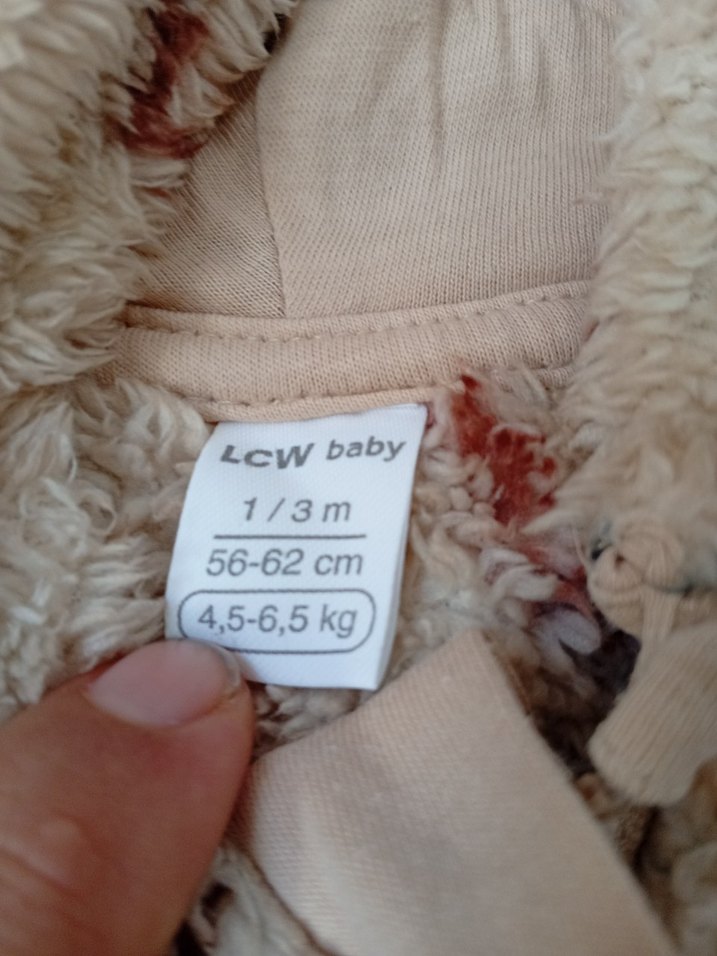 LCW baby
1 / 3 m
56-62 cm
4,5-6,5 kg